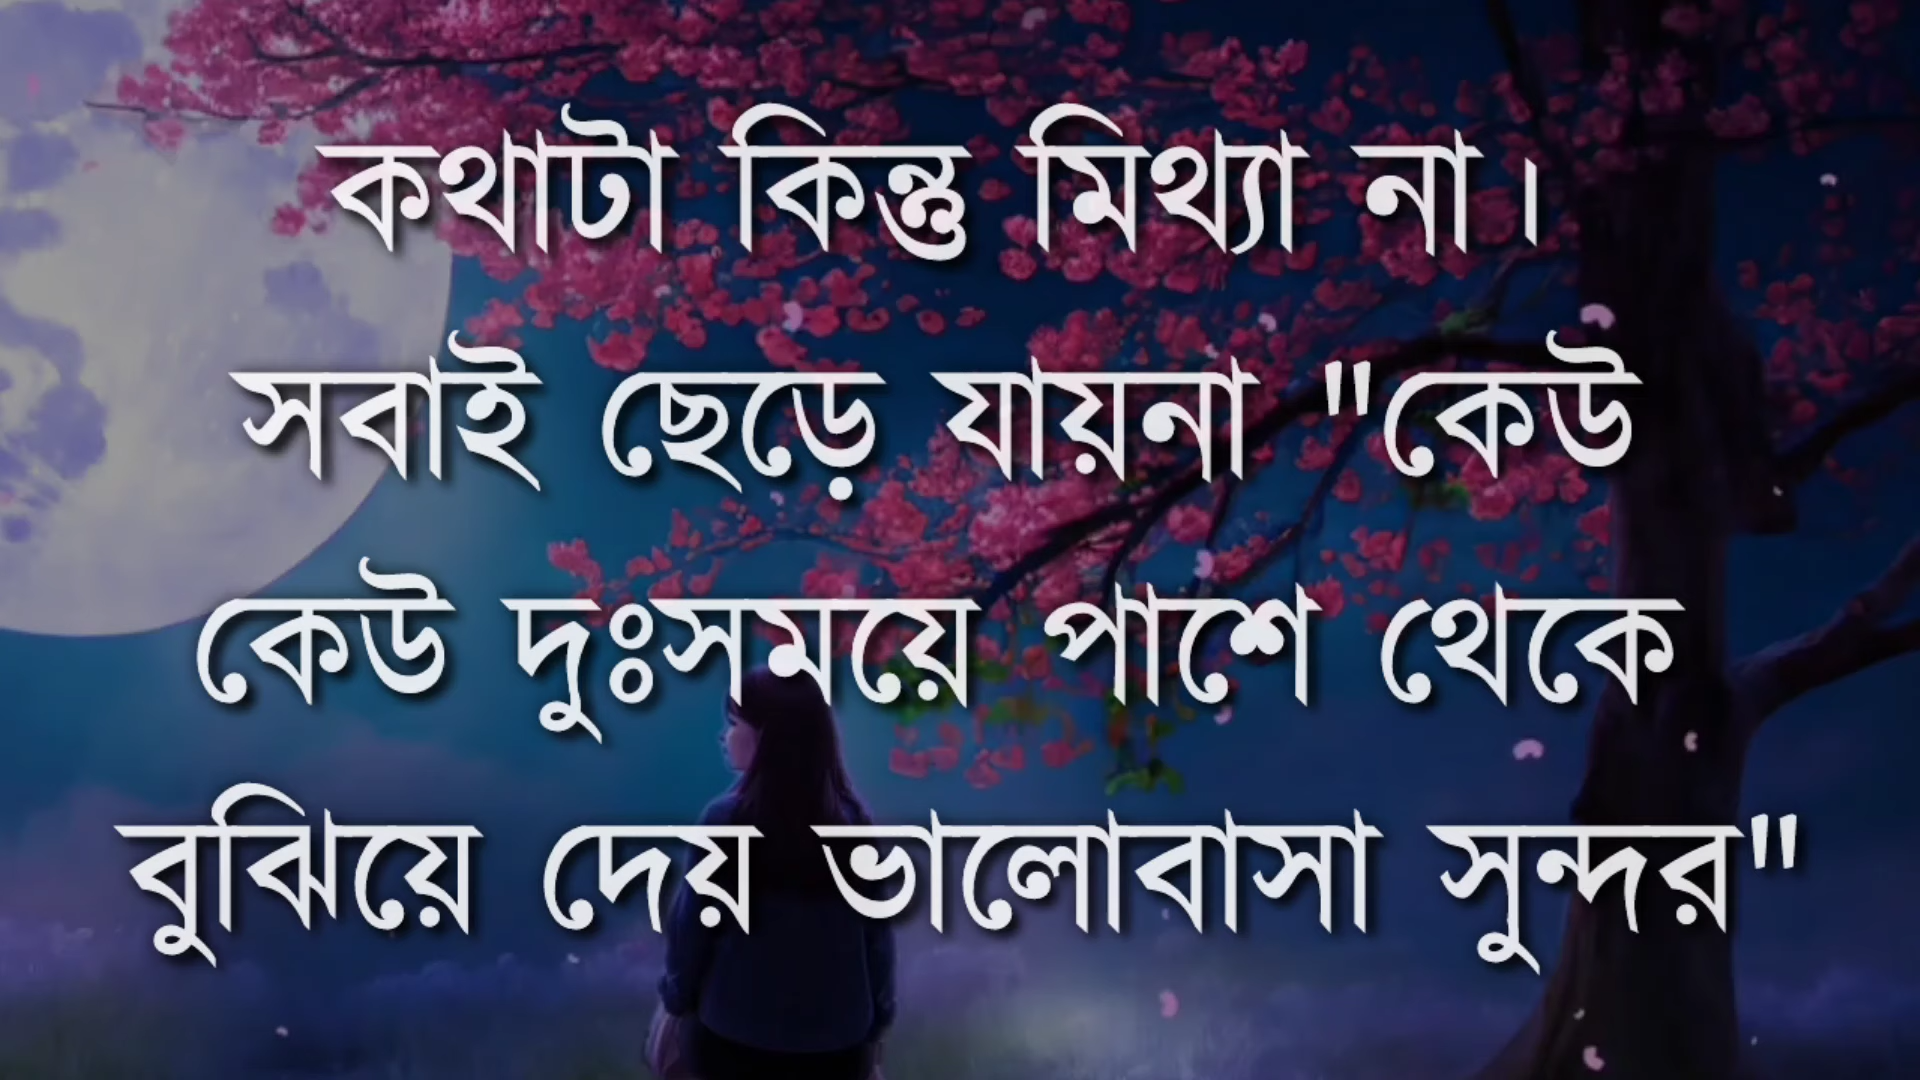 কথাটা কিন্তু মিথ্যা না।
সবাই ছেড়ে যায়না "কেউ
কেউ দুঃসময়ে পাশে থেকে
বুঝিয়ে দেয় ভালোবাসা সুন্দর"